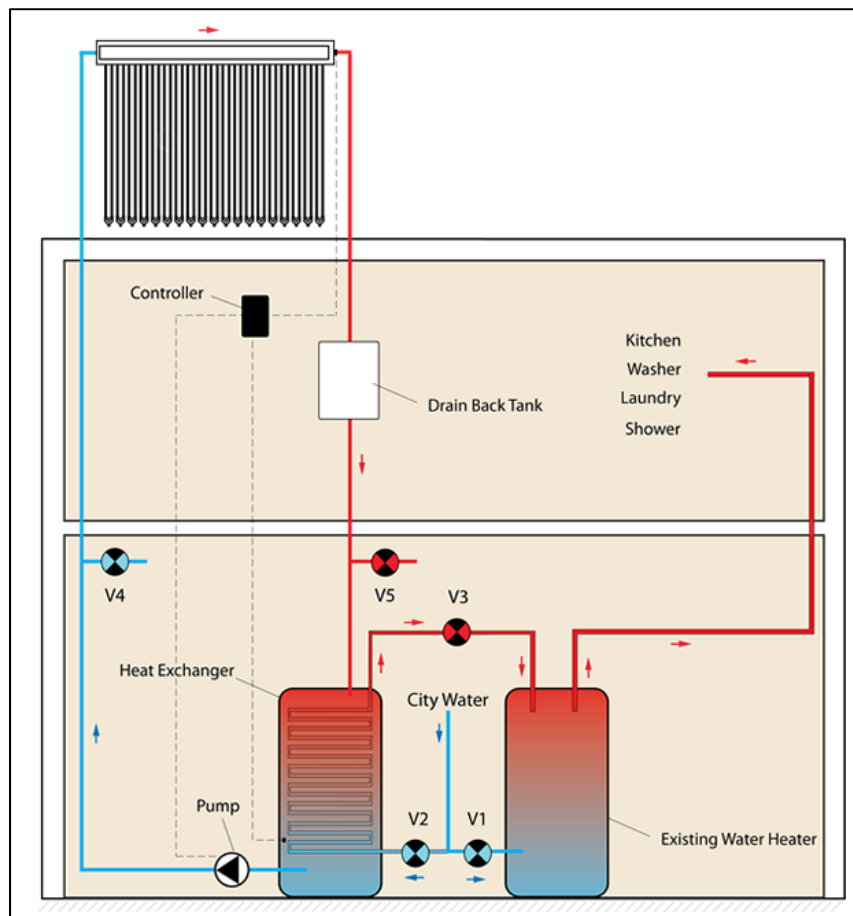 Controller
Kitchen
Washer
Drain Back Tank
Laundry
Shower
V4
V5
V3
Heat Exchanger
City Water
Pump
V2
V1
Existing Water Heater